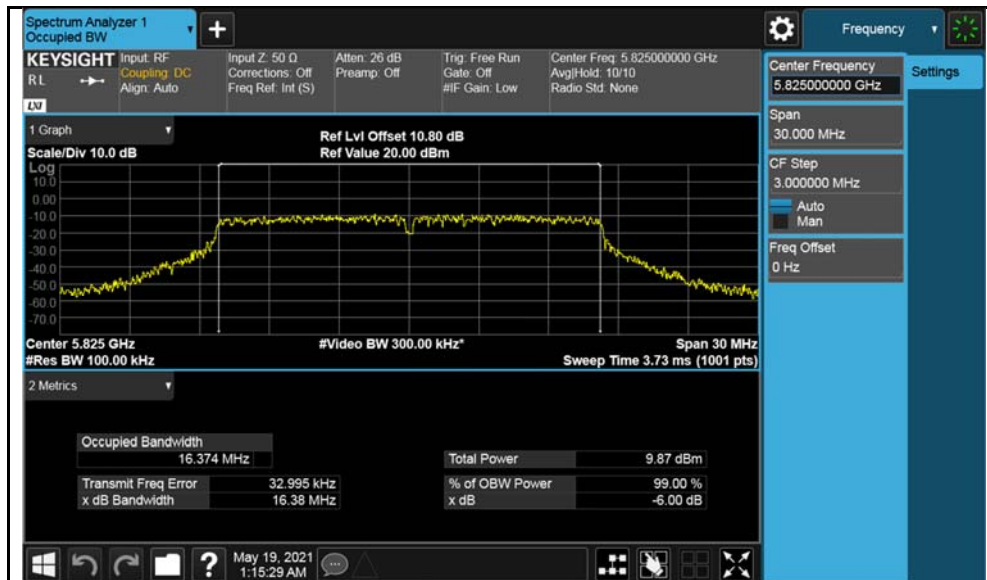 Spectrum Analyzer 1
Occupied BW
Frequency
KEYSIGHT
R L
LXI
Input: RF
Coupling: DC
Align: Auto
Input Z: 50 Ω
Corrections: Off
Freq Ref: Int (S)
Atten: 26 dB
Preamp: Off
Trig: Free Run
Gate: Off
#IF Gain: Low
Center Freq: 5.825000000 GHz
Avg|Hold: 10/10
Radio Std: None
Center Frequency
5.825000000 GHz
Settings
Span
30.000 MHz
CF Step
3.000000 MHz
Auto
Man
Freq Offset
0 Hz
1 Graph
Scale/Div 10.0 dB
Ref Lvl Offset 10.80 dB
Ref Value 20.00 dBm
Log
10.0
0.00
-10.0
-20.0
-30.0
-40.0
-50.0
-60.0
-70.0
Center 5.825 GHz
#Video BW 300.00 kHz*
Span 30 MHz
#Res BW 100.00 kHz
Sweep Time 3.73 ms (1001 pts)
2 Metrics
Occupied Bandwidth
16.374 MHz
Total Power 9.87 dBm
Transmit Freq Error 32.995 kHz
% of OBW Power 99.00 %
x dB Bandwidth 16.38 MHz
x dB -6.00 dB
?
May 19, 2021
1:15:29 AM